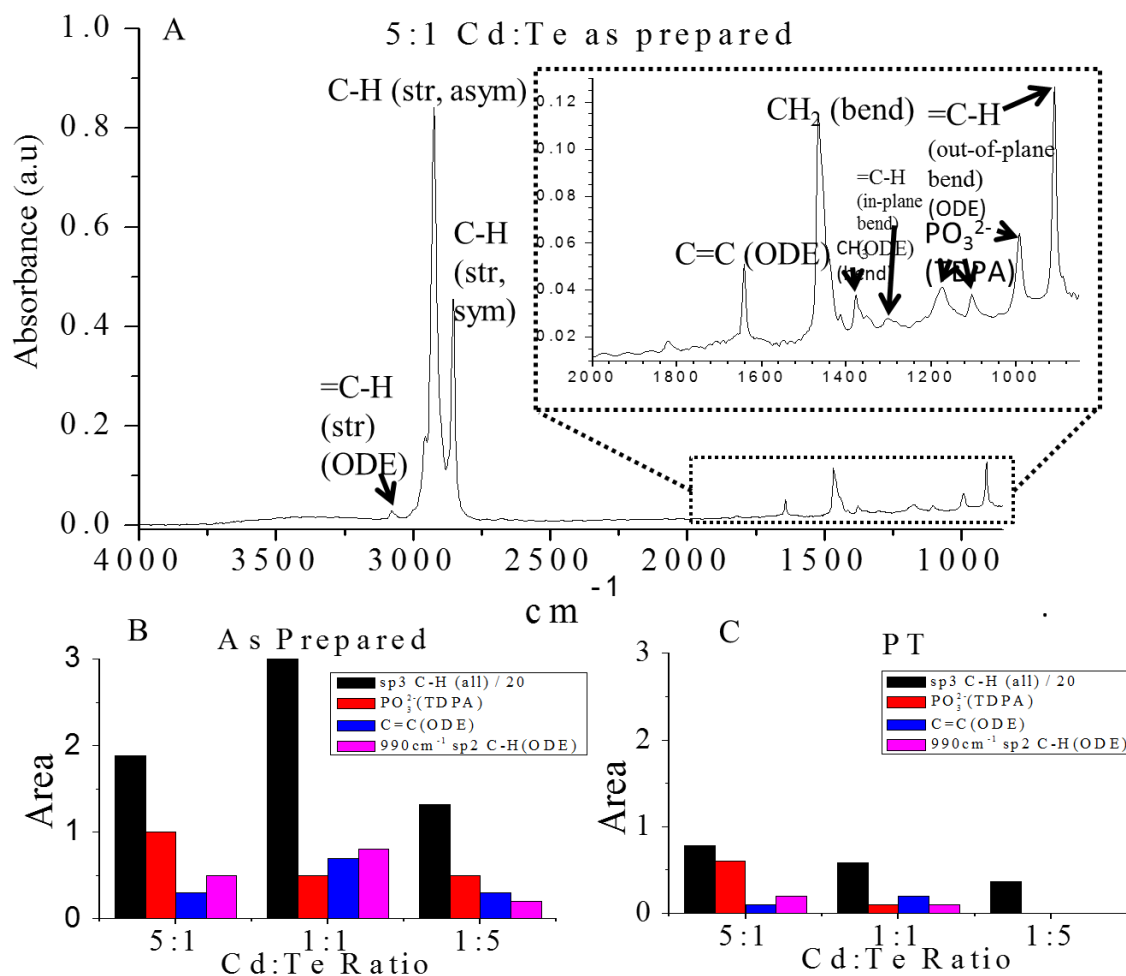 A
5:1 Cd:Te as prepared
C-H (str, asym)
C-H
(str,
sym)
=C-H
(str)
(ODE)
CH2 (bend)
=C-H
(out-of-plane
bend)
(ODE)
=C-H
(in-plane
bend)
(ODE)
C=C (ODE)
CH3
(bend)
PO3 2-
(TDPA)
0.12
0.10
0.08
0.06
0.04
0.02
2000 1800 1600 1400 1200 1000
Absorbance (a.u)
1.0
0.8
0.6
0.4
0.2
0.0
4000 3500 3000 2500 2000 1500 1000
cm-1
B
As Prepared
sp3 C-H (all) / 20
PO3 2-(TDPA)
C=C(ODE)
990cm-1 sp2 C-H(ODE)
Area
3
2
1
0
5:1 1:1 1:5
Cd:Te Ratio
C
PT
sp3 C-H (all) / 20
PO3 2-(TDPA)
C=C(ODE)
990cm-1 sp2 C-H(ODE)
Area
3
2
1
0
5:1 1:1 1:5
Cd:Te Ratio